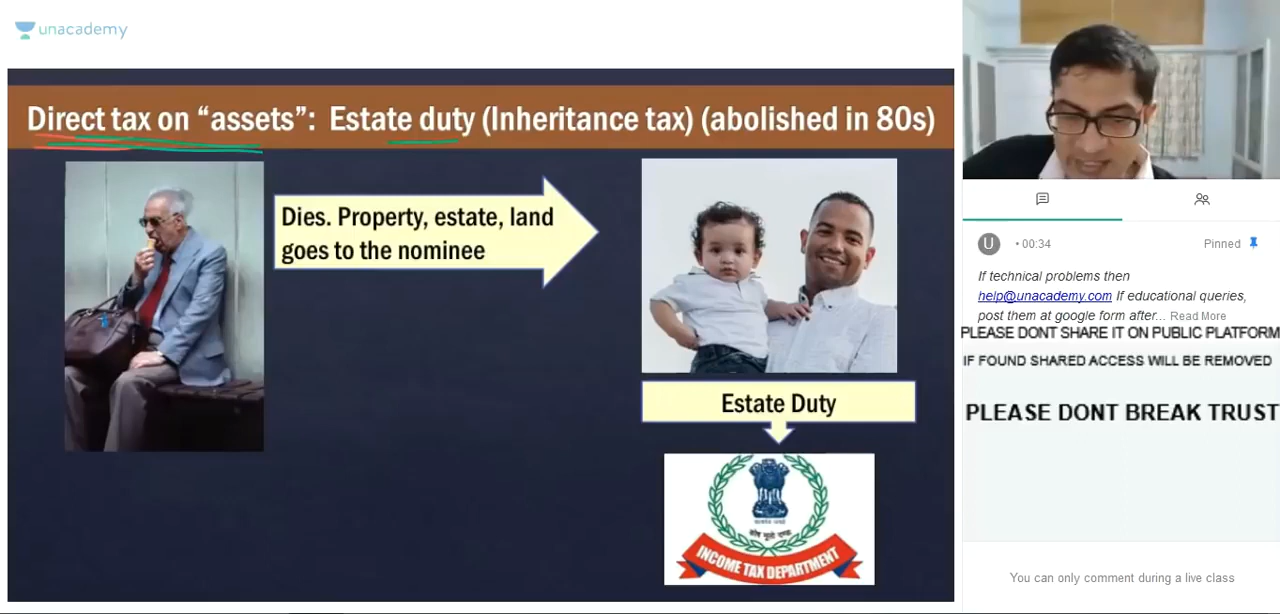 unacademy
Direct tax on “assets”: Estate duty (Inheritance tax) (abolished in 80s)
Dies. Property, estate, land
goes to the nominee
Estate Duty
INCOME TAX DEPARTMENT
U
• 00:34
Pinned
If technical problems then
help@unacademy.com If educational queries,
post them at google form after... Read More
PLEASE DONT SHARE IT ON PUBLIC PLATFORM
IF FOUND SHARED ACCESS WILL BE REMOVED
PLEASE DONT BREAK TRUST
You can only comment during a live class